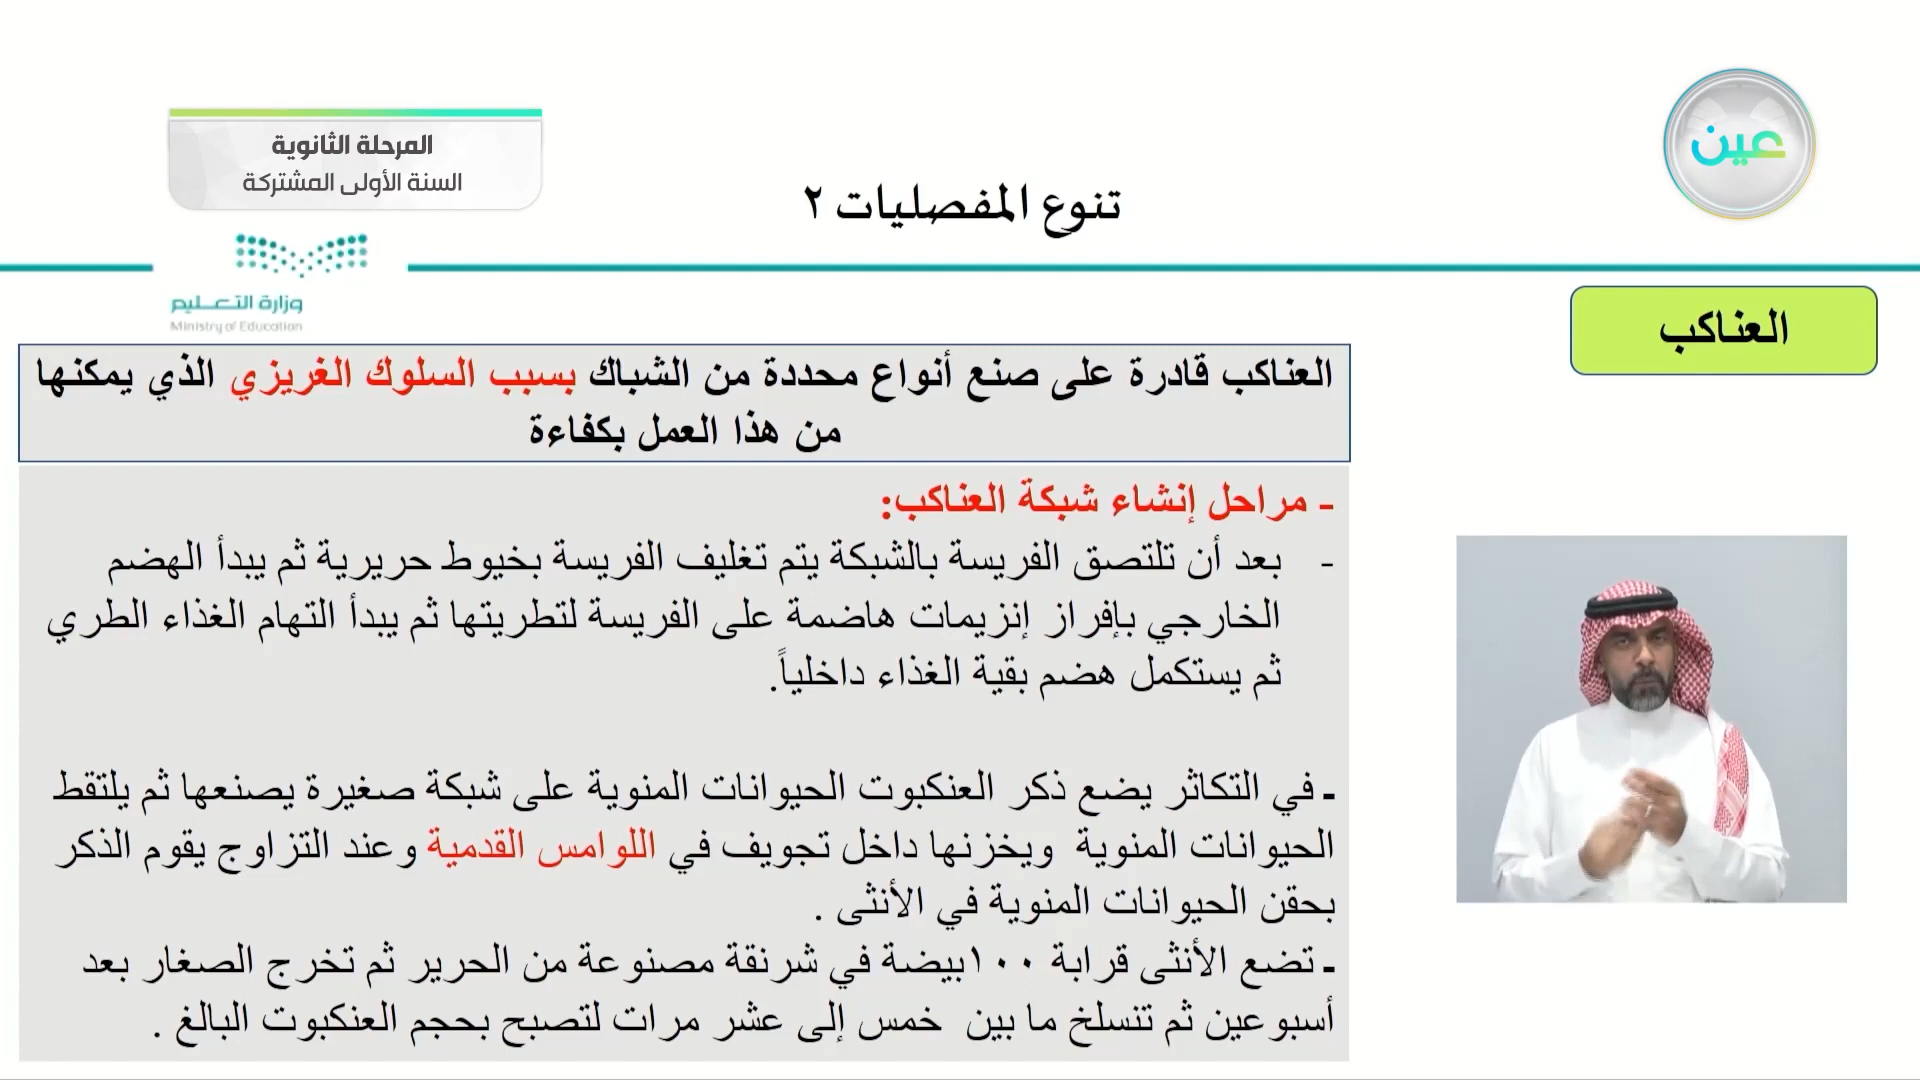 المرحلة الثانوية
السنة الأولى المشتركة
عين
تنوع المفصليات ٢
وزارة التعليم
Ministry of Education
العناكب
العناكب قادرة على صنع أنواع محددة من الشباك بسبب السلوك الغريزي الذي يمكنها
من هذا العمل بكفاءة
- مراحل إنشاء شبكة العناكب:
- بعد أن تلتصق الفريسة بالشبكة يتم تغليف الفريسة بخيوط حريرية ثم يبدأ الهضم
الخارجي بإفراز إنزيمات هاضمة على الفريسة لتطريتها ثم يبدأ التهام الغذاء الطري
ثم يستكمل هضم بقية الغذاء داخلياً.
- في التكاثر يضع ذكر العنكبوت الحيوانات المنوية على شبكة صغيرة يصنعها ثم يلتقط
الحيوانات المنوية ويخزنها داخل تجويف في اللوامس القدمية وعند التزاوج يقوم الذكر
بحقن الحيوانات المنوية في الأنثى .
- تضع الأنثى قرابة ١٠٠بيضة في شرنقة مصنوعة من الحرير ثم تخرج الصغار بعد
أسبوعين ثم تنسلخ ما بين خمس إلى عشر مرات لتصبح بحجم العنكبوت البالغ .